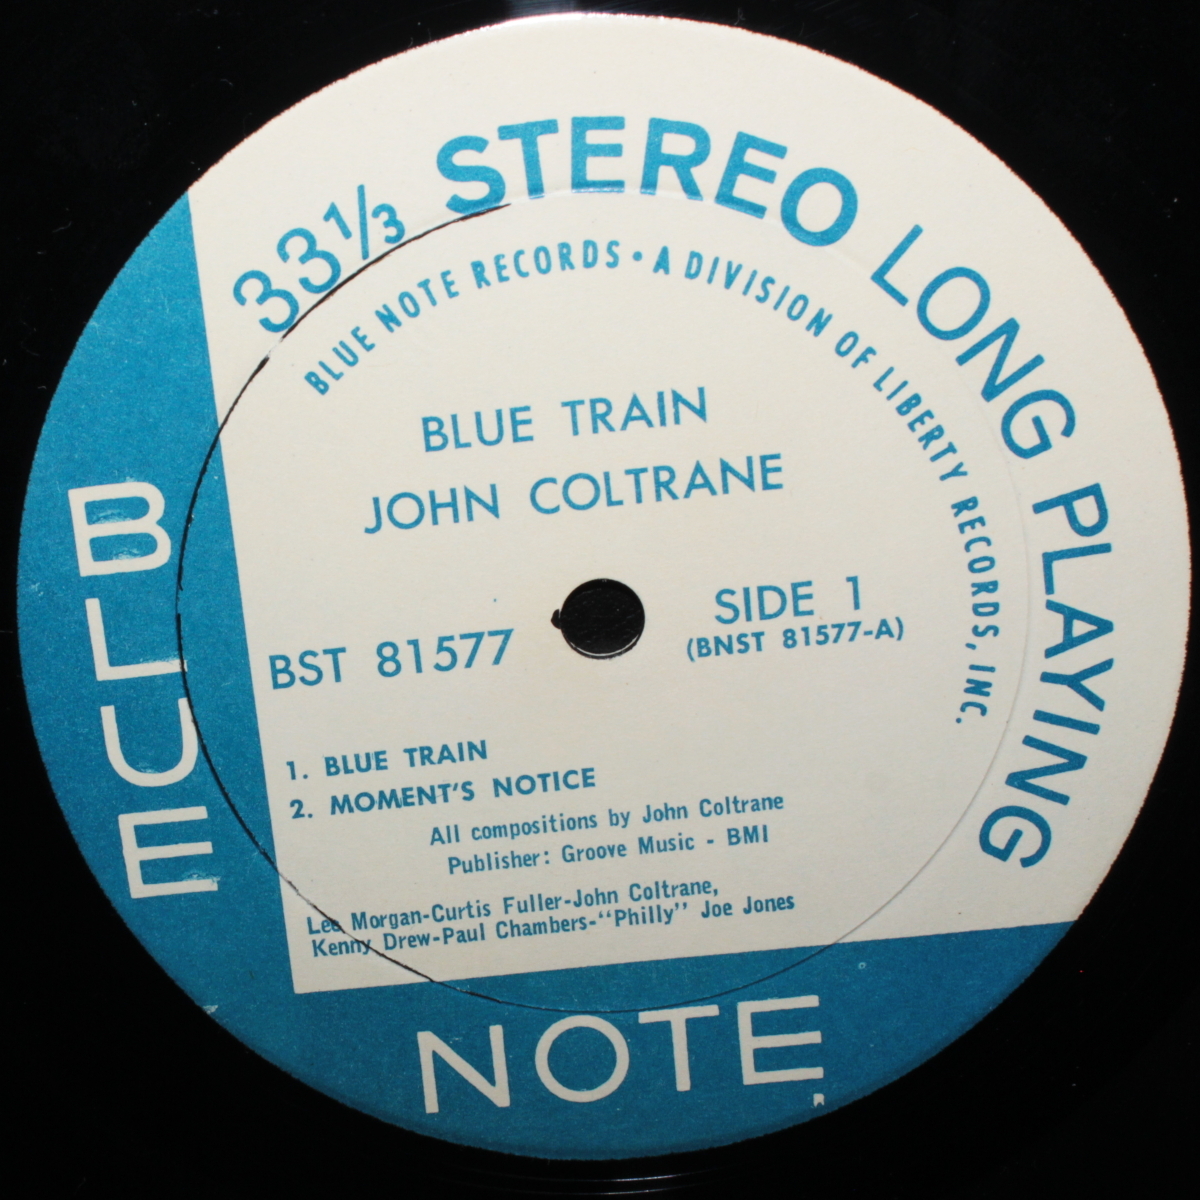 33 1/3 STEREO LONG PLAYING
BLUE NOTE RECORDS • A DIVISION OF LIBERTY RECORDS, INC.
BLUE TRAIN
JOHN COLTRANE
BST 81577
SIDE 1
(BNST 81577-A)
1. BLUE TRAIN
2. MOMENT'S NOTICE
All compositions by John Coltrane
Publisher: Groove Music - BMI
Lee Morgan-Curtis Fuller-John Coltrane,
Kenny Drew-Paul Chambers-"Philly" Joe Jones
BLUE
NOTE